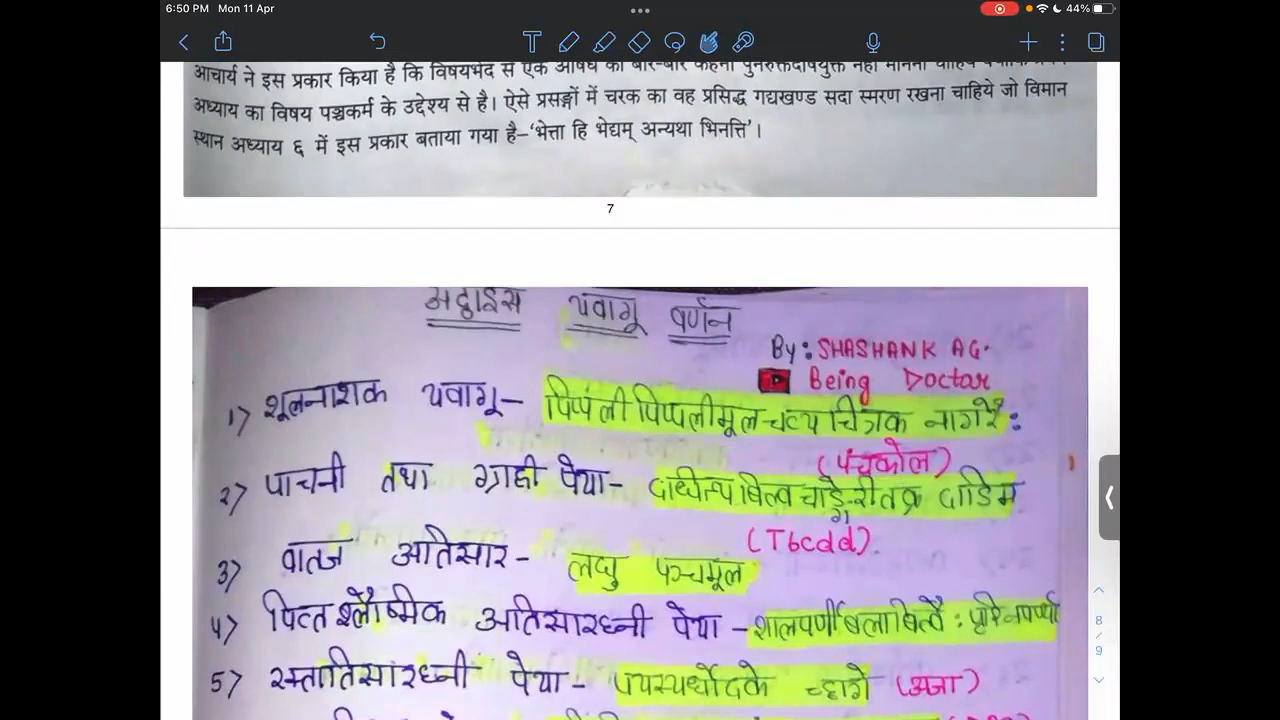 6:50 PM Mon 11 Apr
44%
आचार्य ने इस प्रकार किया है कि विषयभेद से एक औषध को बार-बार कहना पुनरुक्तदोषयुक्त नहीं मानना चाहिये
अध्याय का विषय पञ्चकर्म के उद्देश्य से है। ऐसे प्रसङ्गों में चरक का वह प्रसिद्ध गद्यखण्ड सदा स्मरण रखना चाहिये जो विमान
स्थान अध्याय ६ में इस प्रकार बताया गया है-'भेत्ता हि भेद्यम् अन्यथा भिनत्ति'।
7
अट्ठाइस यवागू वर्णन
By: SHASHANK AG.
Being Doctor
1) शूलनाशक यवागू - पिप्पली पिप्पलीमूल चव्य चित्रक नागरैः
(पंचकोल)
2) पाचनी तथा ग्राही पेया - दाधित्थ बिल्व चाङ्गेरी तक्र दाडिम
(Tbcdd)
3) वातज अतिसार - लघु पञ्चमूल
4) पित्तश्लैष्मिक अतिसारघ्नी पेया - शालपर्णी बला बिल्वैः पृश्निपर्ण्या
5) रक्तातिसारघ्नी पेया - पयस्यर्धोदके च्छागे (अजा)
8
/
9